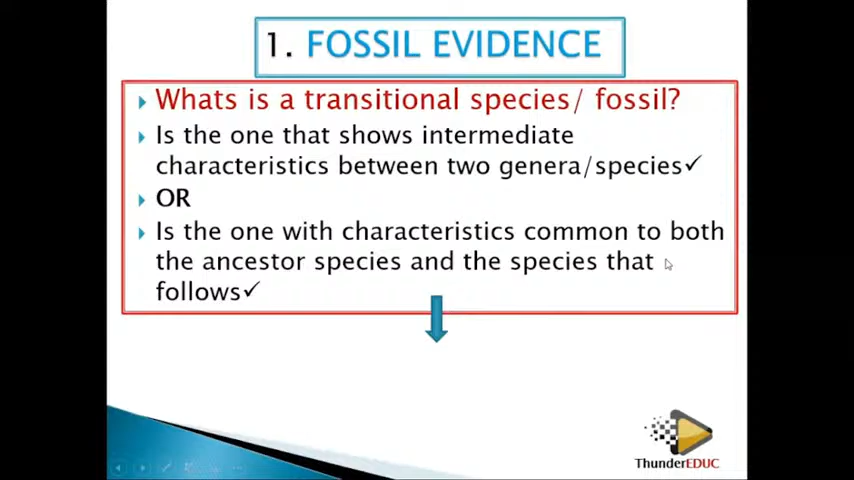 1. FOSSIL EVIDENCE
Whats is a transitional species/ fossil?
Is the one that shows intermediate
characteristics between two genera/species✓
OR
Is the one with characteristics common to both
the ancestor species and the species that
follows✓
ThunderEDUC